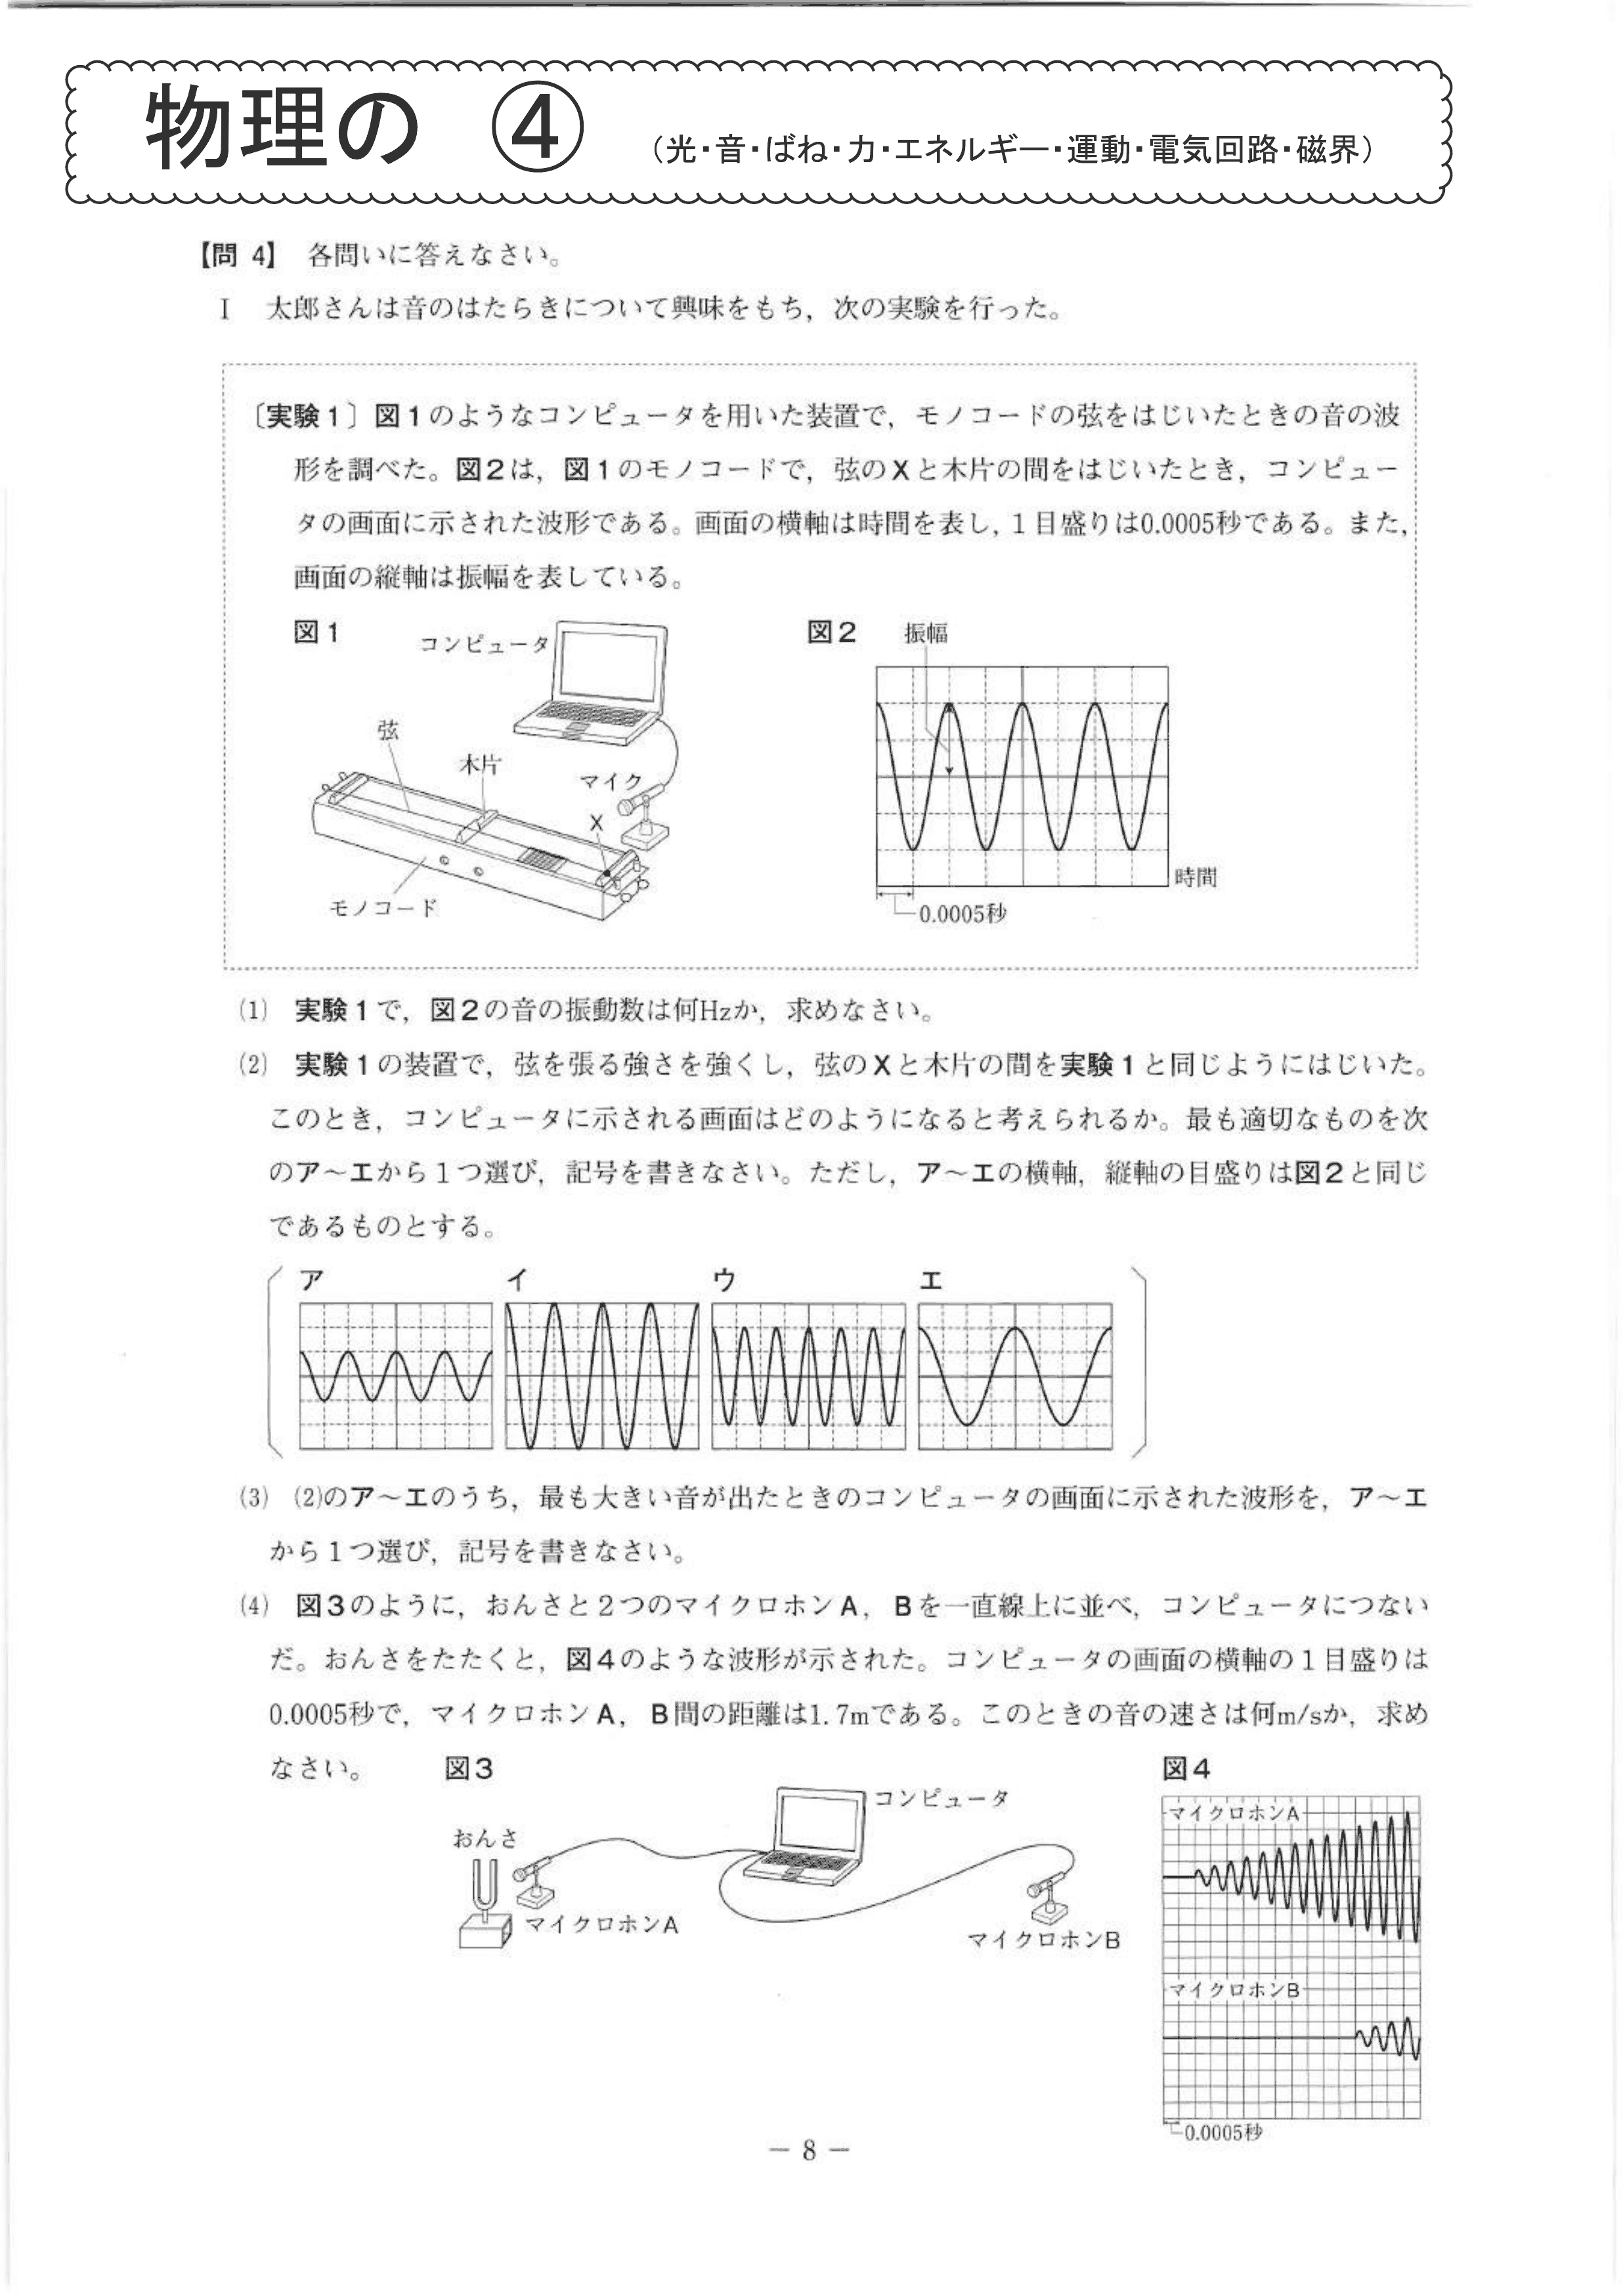 物理の ④ （光・音・ばね・力・エネルギー・運動・電気回路・磁界）
【問 4】 各問いに答えなさい。
Ⅰ 太郎さんは音のはたらきについて興味をもち，次の実験を行った。
〔実験1〕図1のようなコンピュータを用いた装置で，モノコードの弦をはじいたときの音の波
形を調べた。図2は，図1のモノコードで，弦のXと木片の間をはじいたとき，コンピュー
タの画面に示された波形である。画面の横軸は時間を表し，1目盛りは0.0005秒である。また，
画面の縦軸は振幅を表している。
図1
コンピュータ
弦
木片
マイク
X
モノコード
図2
振幅
時間
0.0005秒
(1) 実験1で，図2の音の振動数は何Hzか，求めなさい。
(2) 実験1の装置で，弦を張る強さを強くし，弦のXと木片の間を実験1と同じようにはじいた。
このとき，コンピュータに示される画面はどのようになると考えられるか。最も適切なものを次
のア～エから1つ選び，記号を書きなさい。ただし，ア～エの横軸，縦軸の目盛りは図2と同じ
であるものとする。
ア イ ウ エ
(3) (2)のア～エのうち，最も大きい音が出たときのコンピュータの画面に示された波形を，ア～エ
から1つ選び，記号を書きなさい。
(4) 図3のように，おんさと2つのマイクロホンA，Bを一直線上に並べ，コンピュータにつない
だ。おんさをたたくと，図4のような波形が示された。コンピュータの画面の横軸の1目盛りは
0.0005秒で，マイクロホンA，B間の距離は1.7mである。このときの音の速さは何m/sか，求め
なさい。
図3
コンピュータ
おんさ
マイクロホンA
マイクロホンB
図4
マイクロホンA
マイクロホンB
0.0005秒
－ 8 －